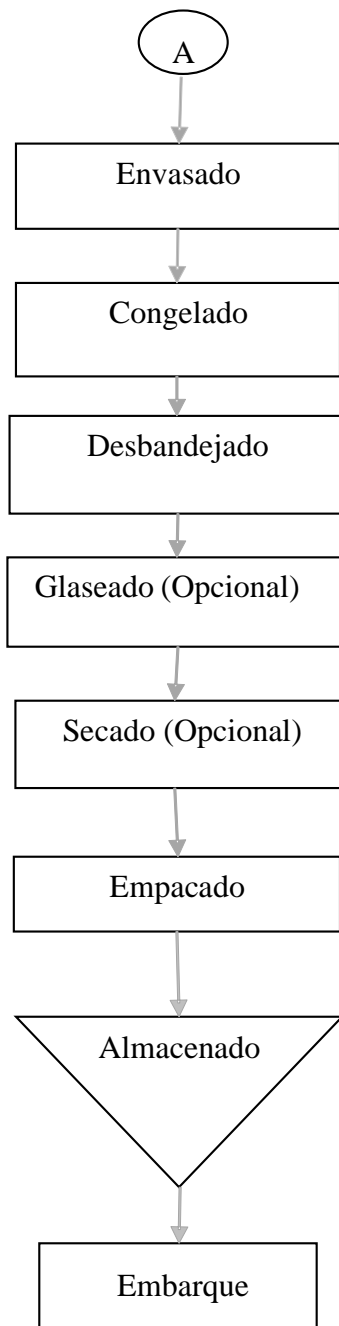 A
Envasado
Congelado
Desbandejado
Glaseado (Opcional)
Secado (Opcional)
Empacado
Almacenado
Embarque